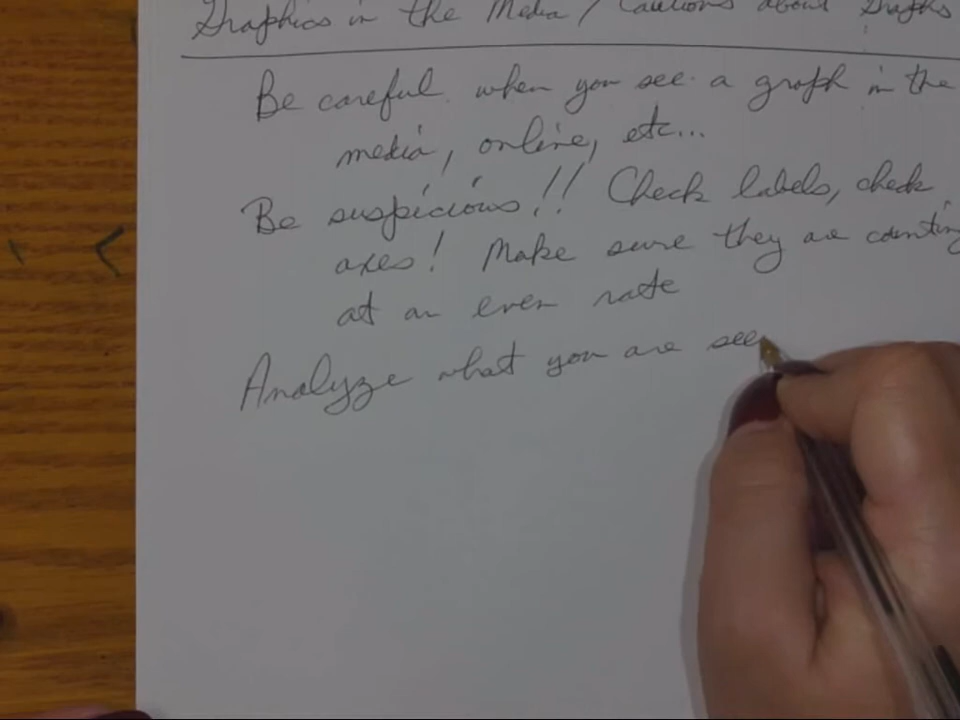 Graphics in the Media / Cautions about Graphs
Be careful when you see a graph in the
media, online, etc...
Be suspicious!! Check labels, check
axes! Make sure they are counting
at an even rate
Analyze what you are see